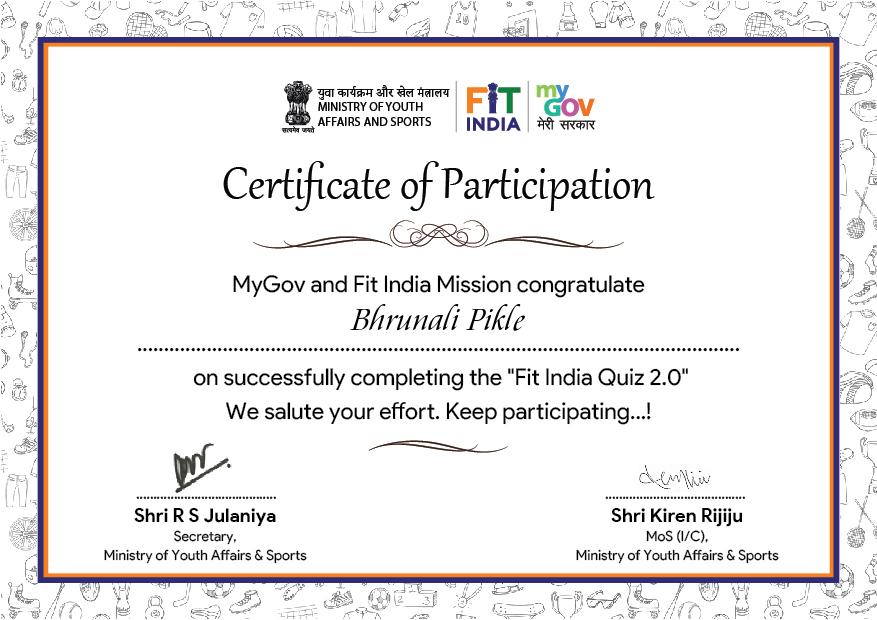 युवा कार्यक्रम और खेल मंत्रालय
MINISTRY OF YOUTH
AFFAIRS AND SPORTS
सत्यमेव जयते
FIT
INDIA
my
GOV
मेरी सरकार
Certificate of Participation
MyGov and Fit India Mission congratulate
Bhrunali Pikle
on successfully completing the "Fit India Quiz 2.0"
We salute your effort. Keep participating...!
Shri R S Julaniya
Secretary,
Ministry of Youth Affairs & Sports
Shri Kiren Rijiju
MoS (I/C),
Ministry of Youth Affairs & Sports